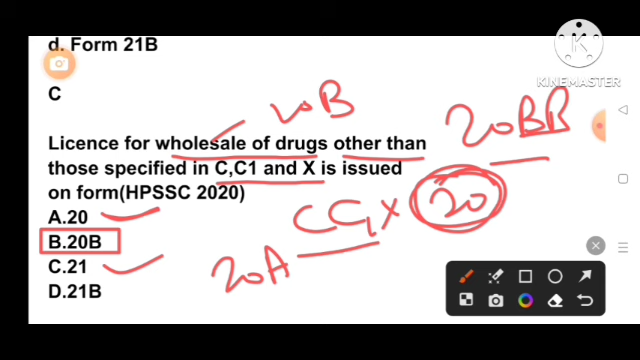 d. Form 21B
K
KINEMASTER
C
20B
20BB
Licence for wholesale of drugs other than
those specified in C,C1 and X is issued
on form(HPSSC 2020)
A.20
CC1X
20
B.20B
C.21
20A
D.21B